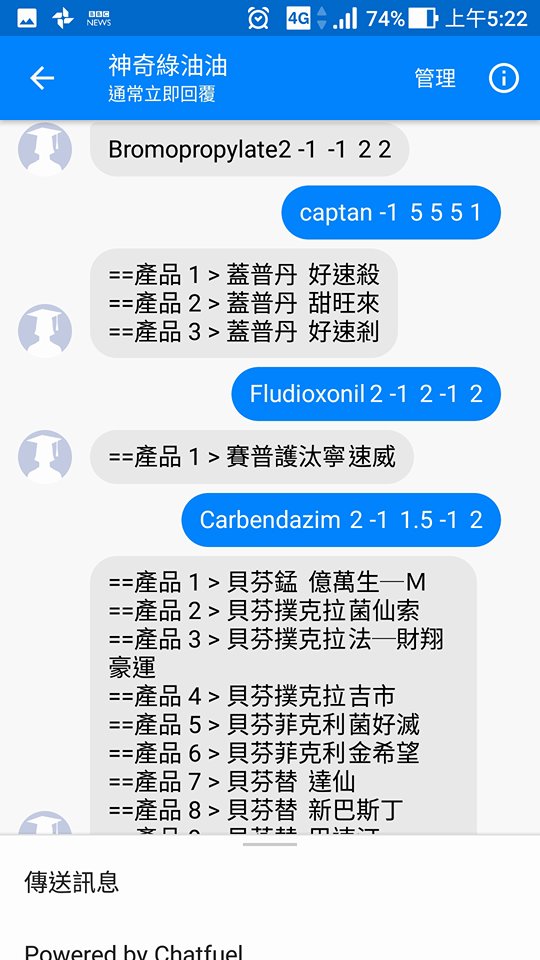 BBC NEWS
4G 74% 上午5:22
神奇綠油油
通常立即回覆
管理
Bromopropylate2 -1 -1 2 2
captan -1 5 5 5 1
==產品 1 > 蓋普丹 好速殺
==產品 2 > 蓋普丹 甜旺來
==產品 3 > 蓋普丹 好速剎
Fludioxonil 2 -1 2 -1 2
==產品 1 > 賽普護汰寧速威
Carbendazim 2 -1 1.5 -1 2
==產品 1 > 貝芬錳 億萬生─M
==產品 2 > 貝芬撲克拉菌仙索
==產品 3 > 貝芬撲克拉法─財翔
豪運
==產品 4 > 貝芬撲克拉吉市
==產品 5 > 貝芬菲克利菌好滅
==產品 6 > 貝芬菲克利金希望
==產品 7 > 貝芬替 達仙
==產品 8 > 貝芬替 新巴斯丁
傳送訊息
Powered by Chatfuel